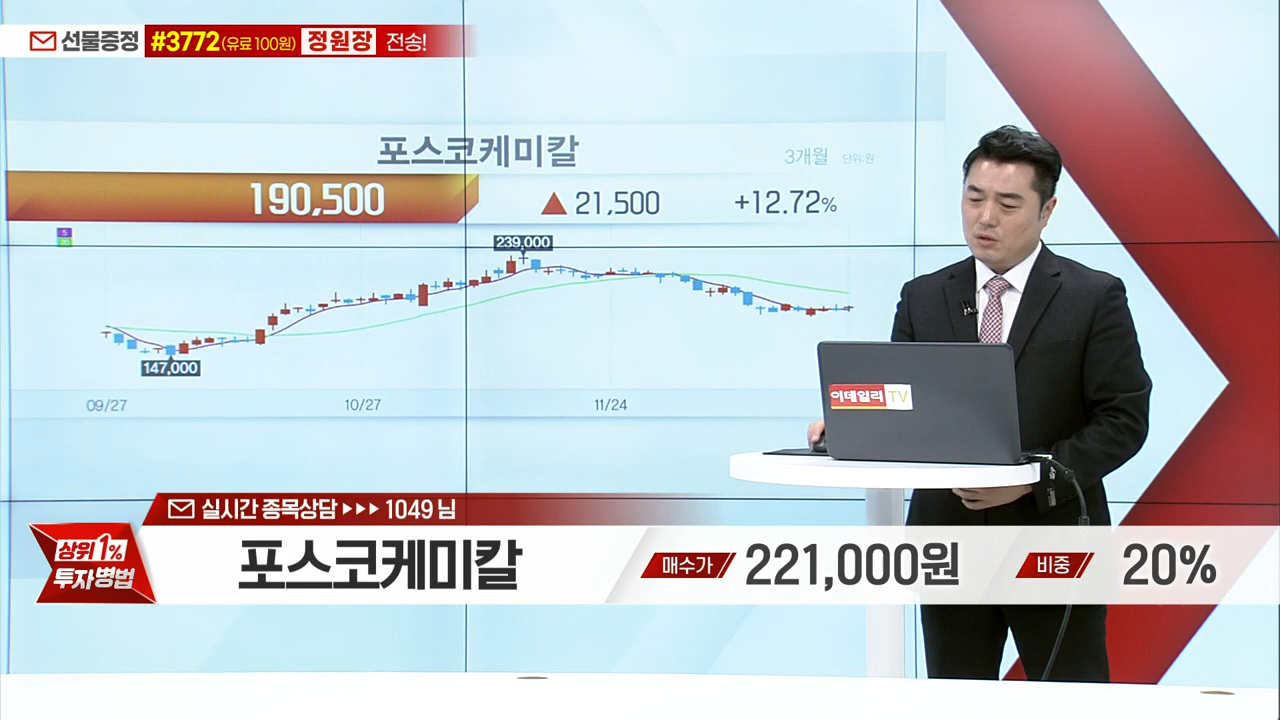 선물증정 #3772(유료 100원) 정원장 전송!
포스코케미칼
3개월 단위:원
190,500 ▲ 21,500 +12.72%
5
20
239,000
147,000
09/27 10/27 11/24
이데일리 TV
실시간 종목상담 ▶▶▶ 1049 님
상위 1%
투자병법
포스코케미칼 매수가 221,000원 비중 20%